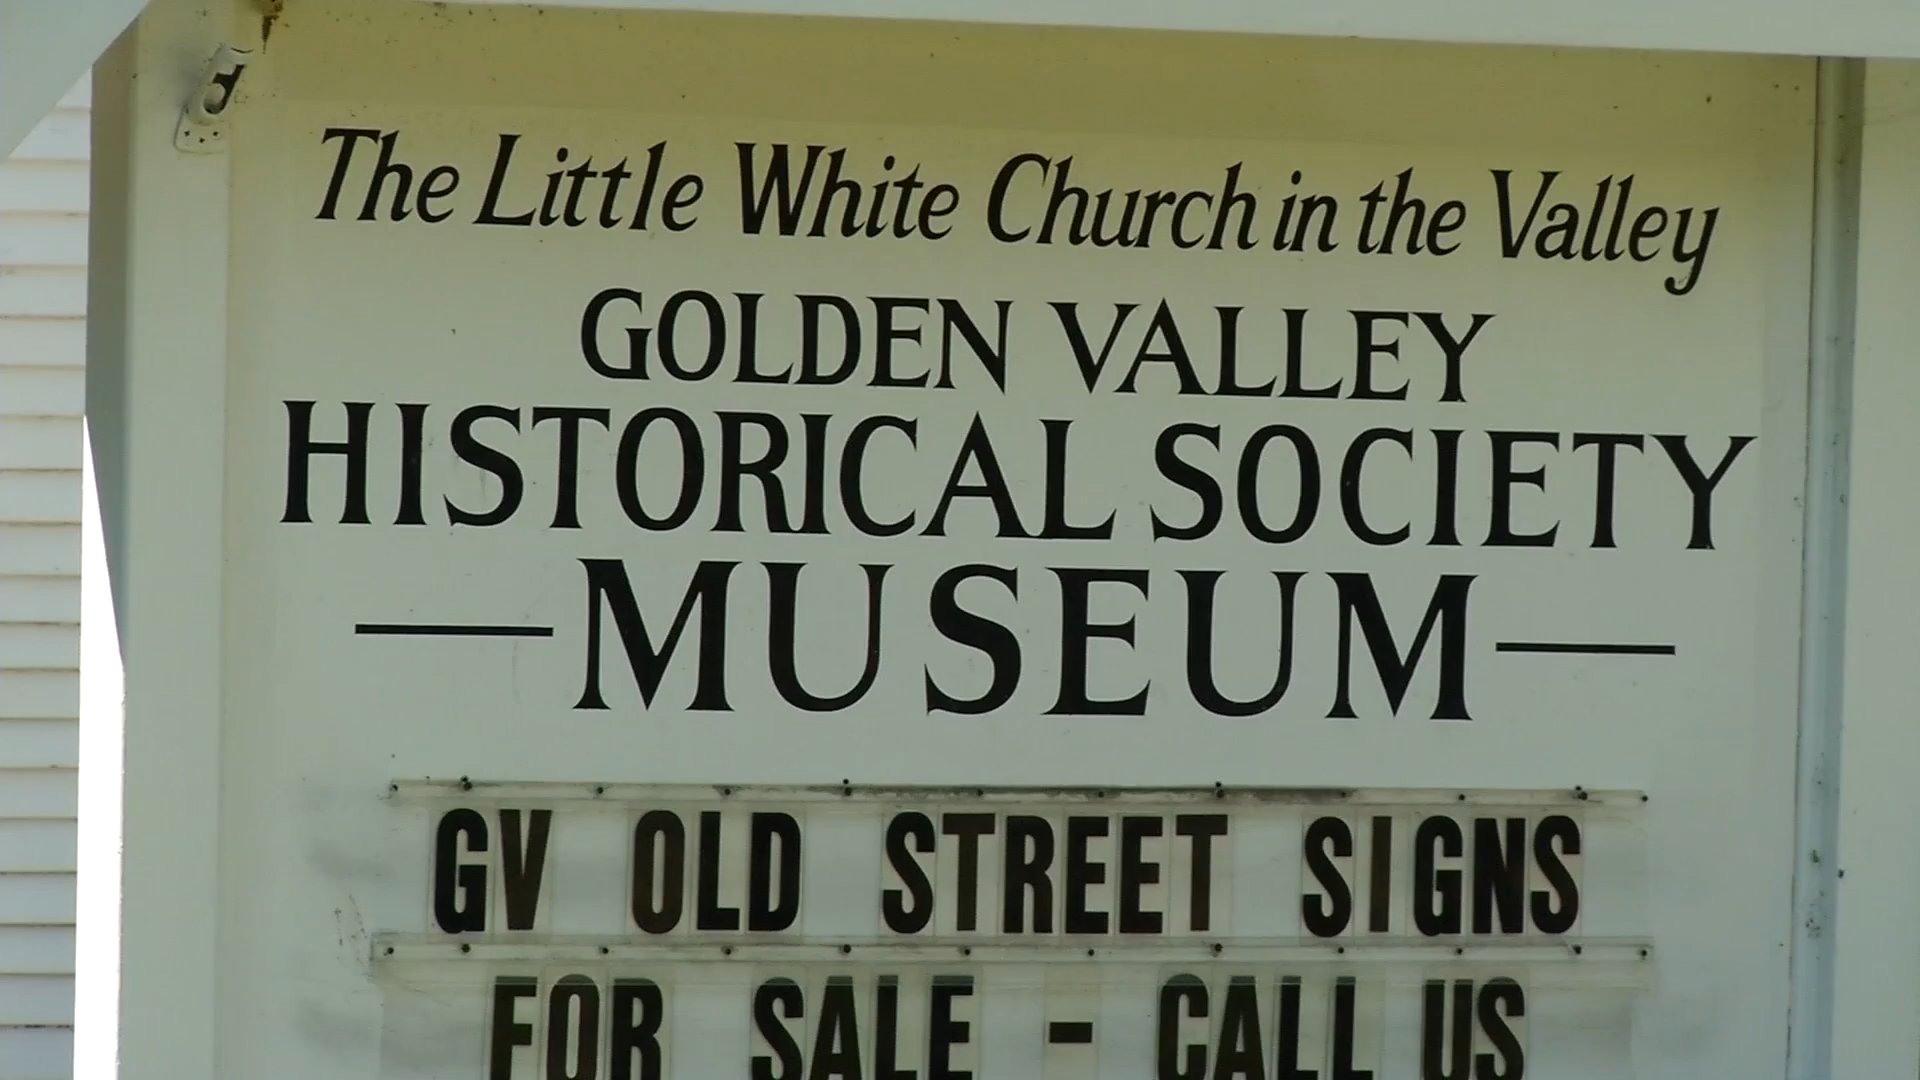 The Little White Church in the Valley
GOLDEN VALLEY
HISTORICAL SOCIETY
— MUSEUM —
GV OLD STREET SIGNS
FOR SALE - CALL US